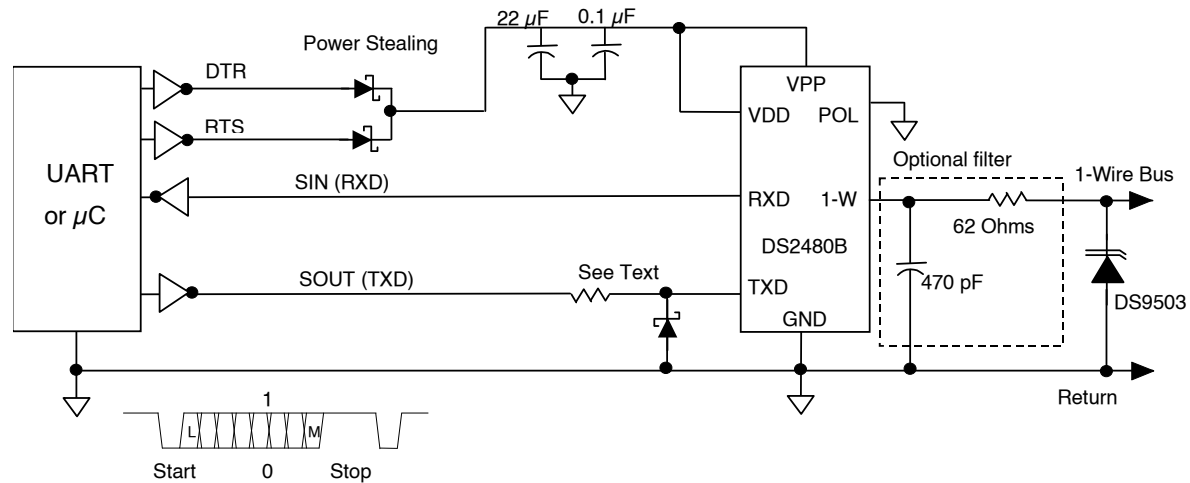 22 µF
0.1 µF
Power Stealing
DTR
RTS
UART
or µC
SIN (RXD)
SOUT (TXD)
See Text
VPP
VDD
POL
RXD
1-W
DS2480B
TXD
GND
Optional filter
62 Ohms
470 pF
1-Wire Bus
DS9503
Return
1
L
M
Start
0
Stop